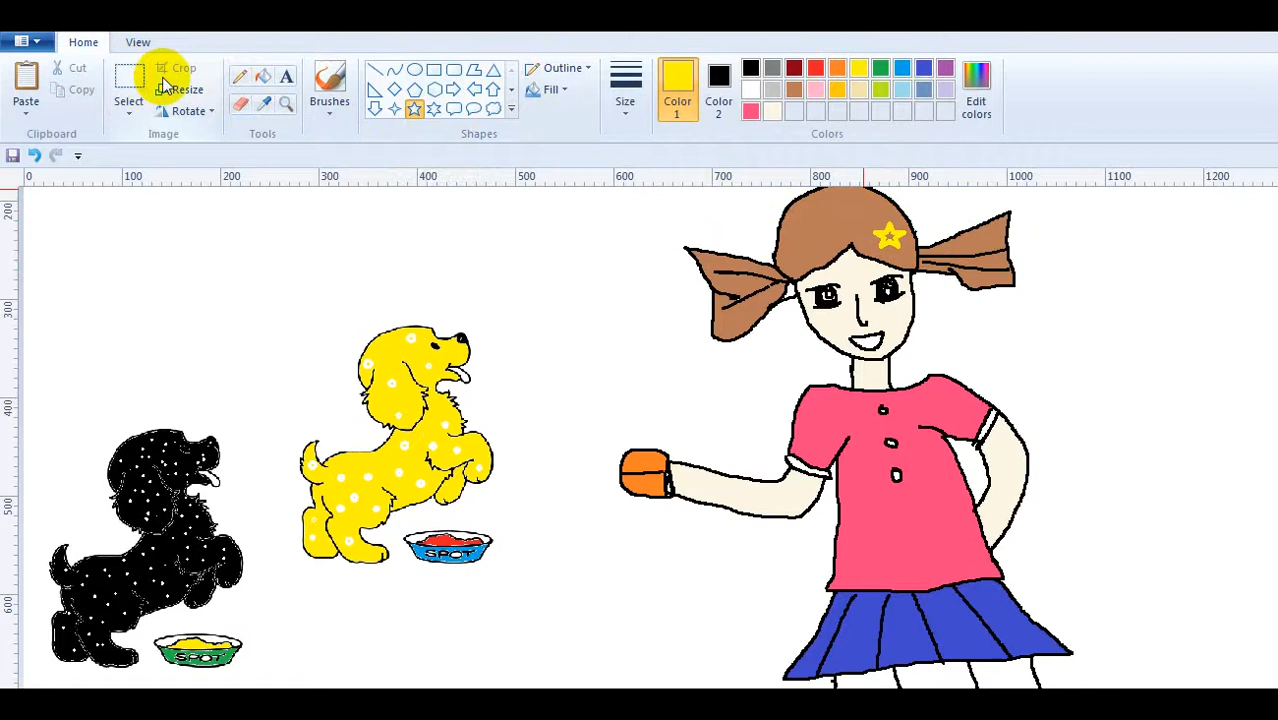 Home View
Paste
Cut
Copy
Clipboard
Select
Crop
Resize
Rotate
Image
A
Tools
Brushes
Shapes
Outline
Fill
Size
Color 1
Color 2
Edit colors
Colors
0 100 200 300 400 500 600 700 800 900 1000 1100 1200
200
300
400
500
600
SPOT
SPOT